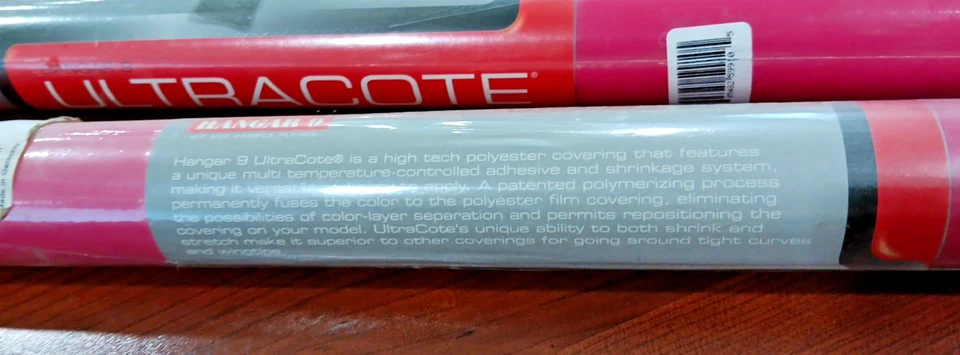 ULTRACOTE®
HANGAR 9
Hangar 9 UltraCote® is a high tech polyester covering that features
a unique multi temperature-controlled adhesive and shrinkage system,
making it apply. A patented polymerizing process
permanently fuses the color to the polyester film covering, eliminating
the possibilities of color-layer separation and permits repositioning the
covering on your model. UltraCote's unique ability to both shrink and
stretch make it superior to other coverings for going around tight curves
and wingtips.